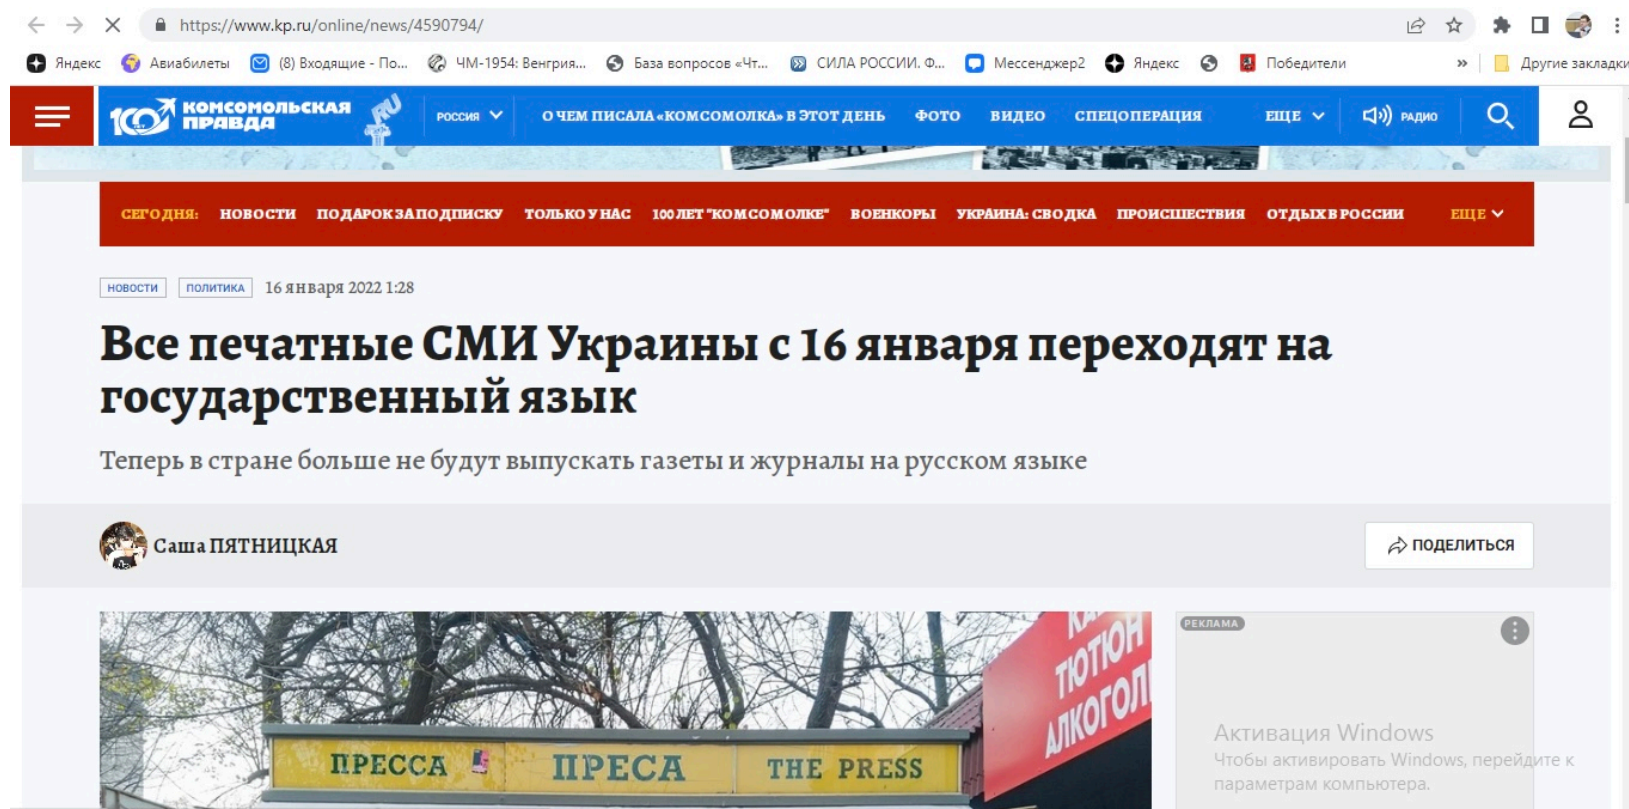 https://www.kp.ru/online/news/4590794/
Яндекс Авиабилеты (8) Входящие - По... ЧМ-1954: Венгрия... База вопросов «Чт... СИЛА РОССИИ. Ф... Мессенджер2 Яндекс Победители » Другие закладки
100 ЛЕТ КОМСОМОЛЬСКАЯ ПРАВДА .RU РОССИЯ О ЧЕМ ПИСАЛА «КОМСОМОЛКА» В ЭТОТ ДЕНЬ ФОТО ВИДЕО СПЕЦОПЕРАЦИЯ ЕЩЕ РАДИО
СЕГОДНЯ: НОВОСТИ ПОДАРОК ЗА ПОДПИСКУ ТОЛЬКО У НАС 100 ЛЕТ "КОМСОМОЛКЕ" ВОЕНКОРЫ УКРАИНА: СВОДКА ПРОИСШЕСТВИЯ ОТДЫХ В РОССИИ ЕЩЕ
НОВОСТИ ПОЛИТИКА 16 января 2022 1:28
Все печатные СМИ Украины с 16 января переходят на
государственный язык
Теперь в стране больше не будут выпускать газеты и журналы на русском языке
Саша ПЯТНИЦКАЯ ПОДЕЛИТЬСЯ
РЕКЛАМА
ТЮТЮН
АЛКОГОЛ
ПРЕССА ПРЕСА THE PRESS
Активация Windows
Чтобы активировать Windows, перейдите к
параметрам компьютера.